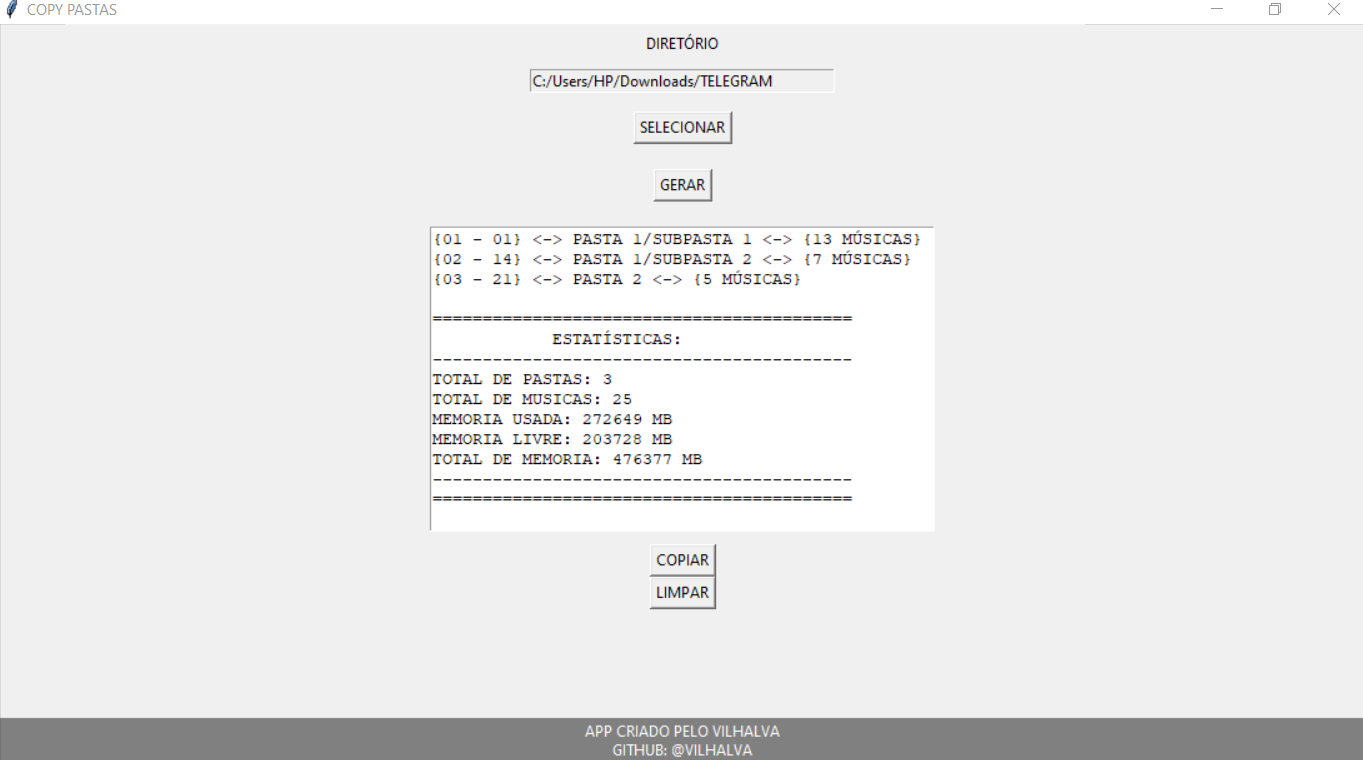 COPY PASTAS
DIRETÓRIO
C:/Users/HP/Downloads/TELEGRAM
SELECIONAR
GERAR
{01 - 01} <-> PASTA 1/SUBPASTA 1 <-> {13 MÚSICAS}
{02 - 14} <-> PASTA 1/SUBPASTA 2 <-> {7 MÚSICAS}
{03 - 21} <-> PASTA 2 <-> {5 MÚSICAS}
==========================================
ESTATÍSTICAS:
------------------------------------------
TOTAL DE PASTAS: 3
TOTAL DE MUSICAS: 25
MEMORIA USADA: 272649 MB
MEMORIA LIVRE: 203728 MB
TOTAL DE MEMORIA: 476377 MB
------------------------------------------
==========================================
COPIAR
LIMPAR
APP CRIADO PELO VILHALVA
GITHUB: @VILHALVA